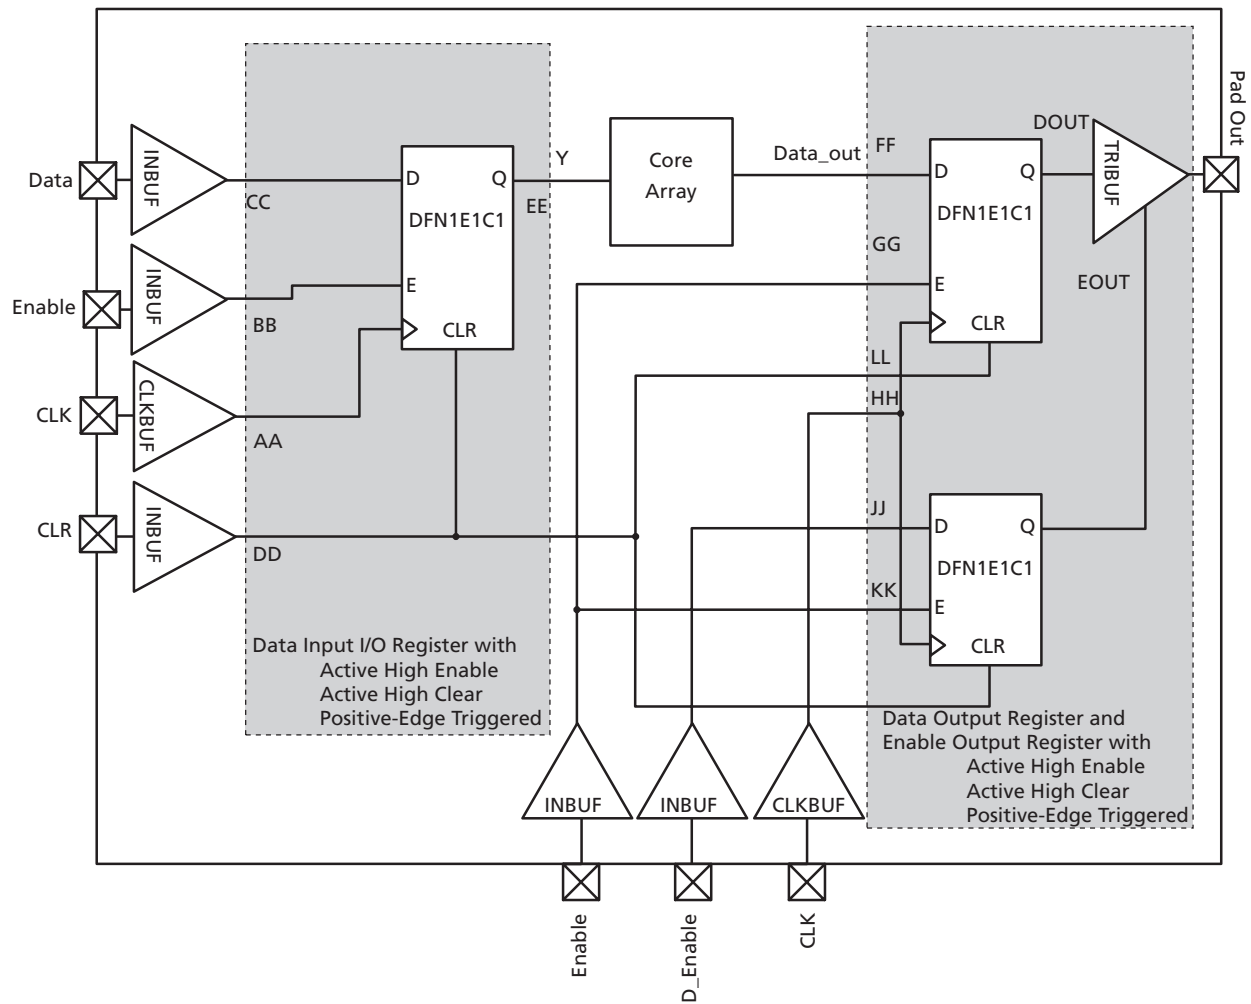 Pad Out
DOUT
INBUF
Y
Core
Array
Data_out
FF
TRIBUF
Data
D
Q
D
Q
CC
EE
DFN1E1C1
DFN1E1C1
GG
INBUF
EOUT
Enable
E
E
BB
CLR
CLR
LL
CLKBUF
HH
CLK
AA
INBUF
JJ
CLR
D
Q
DD
DFN1E1C1
KK
E
CLR
Data Input I/O Register with
Active High Enable
Active High Clear
Positive-Edge Triggered
Data Output Register and
Enable Output Register with
Active High Enable
Active High Clear
Positive-Edge Triggered
INBUF
INBUF
CLKBUF
Enable
D_Enable
CLK